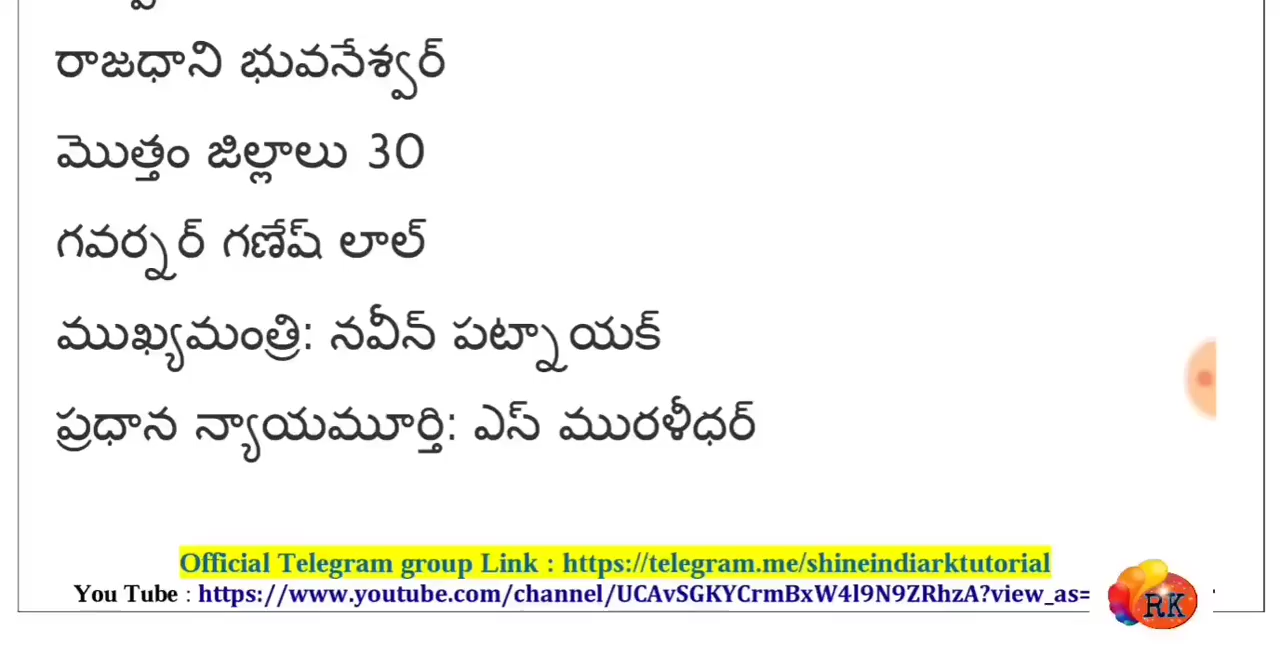 రాజధాని భువనేశ్వర్
మొత్తం జిల్లాలు 30
గవర్నర్ గణేష్ లాల్
ముఖ్యమంత్రి: నవీన్ పట్నాయక్
ప్రధాన న్యాయమూర్తి: ఎస్ మురళీధర్
Official Telegram group Link : https://telegram.me/shineindiarktutorial
You Tube : https://www.youtube.com/channel/UCAvSGKYCrmBxW4l9N9ZRhzA?view_as=
RK